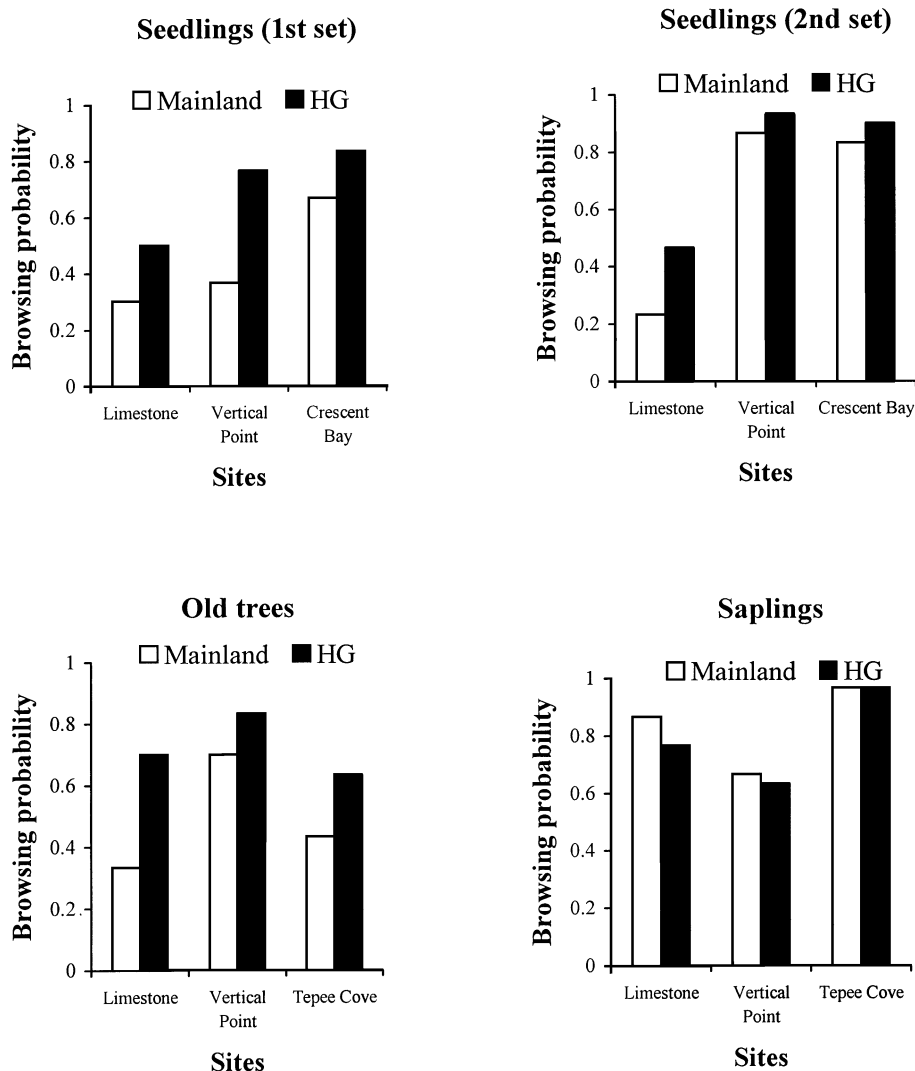 Seedlings (1st set)
Mainland HG
Browsing probability
1
0.8
0.6
0.4
0.2
0
Limestone Vertical Point Crescent Bay
Sites
Seedlings (2nd set)
Mainland HG
Browsing probability
1
0.8
0.6
0.4
0.2
0
Limestone Vertical Point Crescent Bay
Sites
Old trees
Mainland HG
Browsing probability
1
0.8
0.6
0.4
0.2
0
Limestone Vertical Point Tepee Cove
Sites
Saplings
Mainland HG
Browsing probability
1
0.8
0.6
0.4
0.2
0
Limestone Vertical Point Tepee Cove
Sites